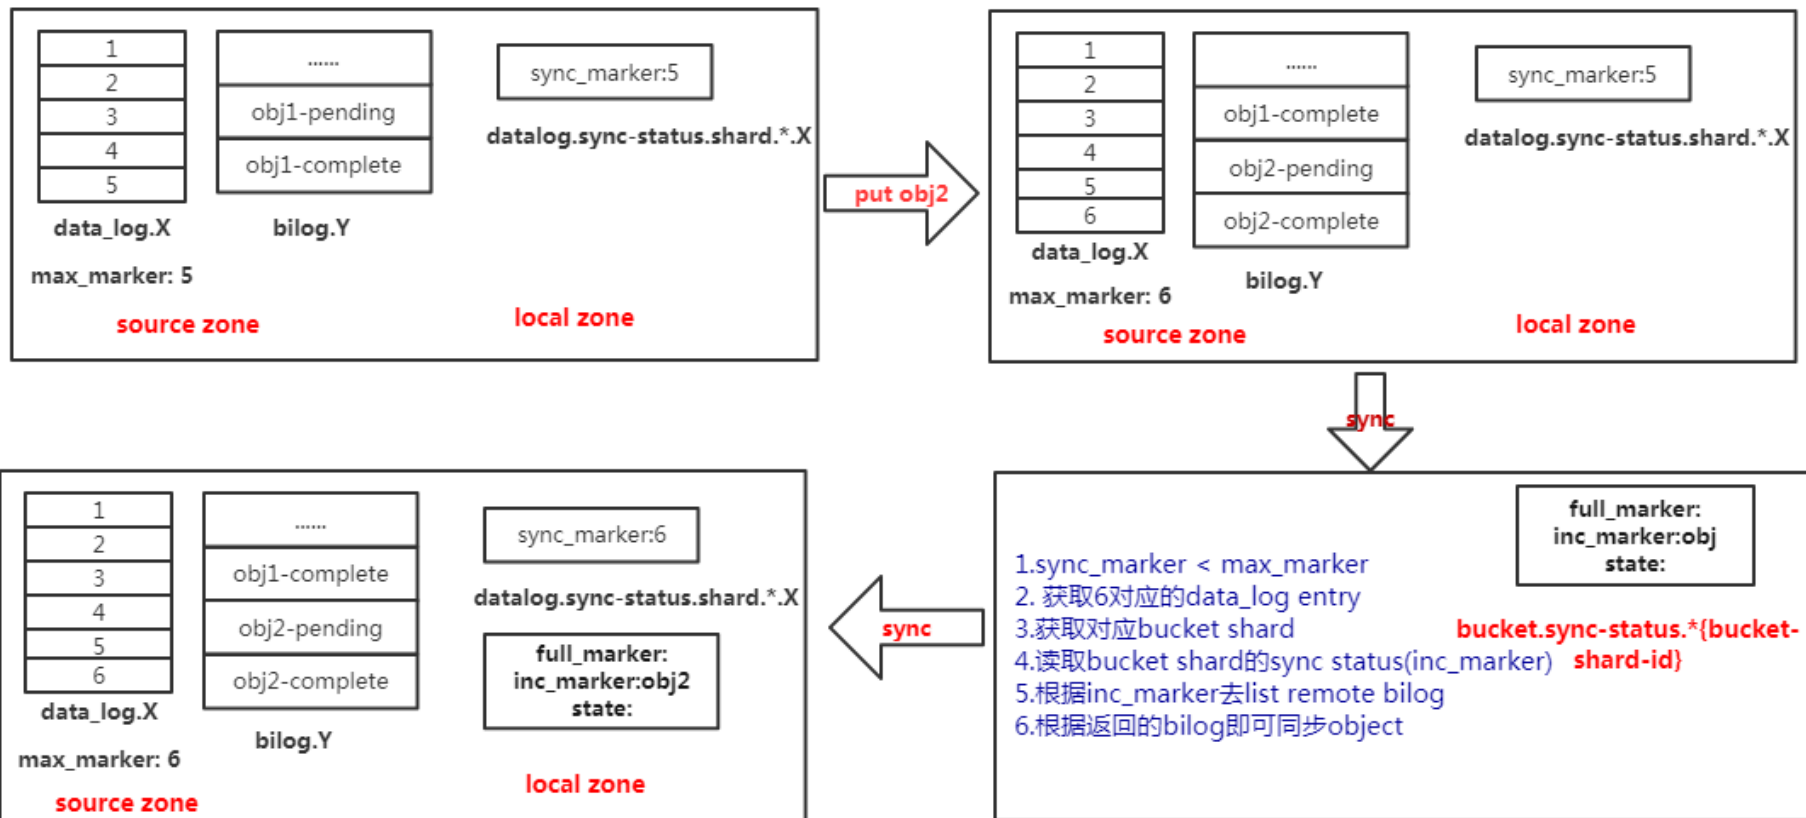 1
2
3
4
5
data_log.X
max_marker: 5
......
obj1-pending
obj1-complete
bilog.Y
sync_marker:5
datalog.sync-status.shard.*.X
source zone
local zone
put obj2
1
2
3
4
5
6
data_log.X
max_marker: 6
......
obj1-complete
obj2-pending
obj2-complete
bilog.Y
sync_marker:5
datalog.sync-status.shard.*.X
source zone
local zone
sync
full_marker:
inc_marker:obj
state:
bucket.sync-status.*{bucket-
shard-id}
1.sync_marker < max_marker
2. 获取6对应的data_log entry
3.获取对应bucket shard
4.读取bucket shard的sync status(inc_marker)
5.根据inc_marker去list remote bilog
6.根据返回的bilog即可同步object
sync
1
2
3
4
5
6
data_log.X
max_marker: 6
......
obj1-complete
obj2-pending
obj2-complete
bilog.Y
sync_marker:6
datalog.sync-status.shard.*.X
full_marker:
inc_marker:obj2
state:
source zone
local zone